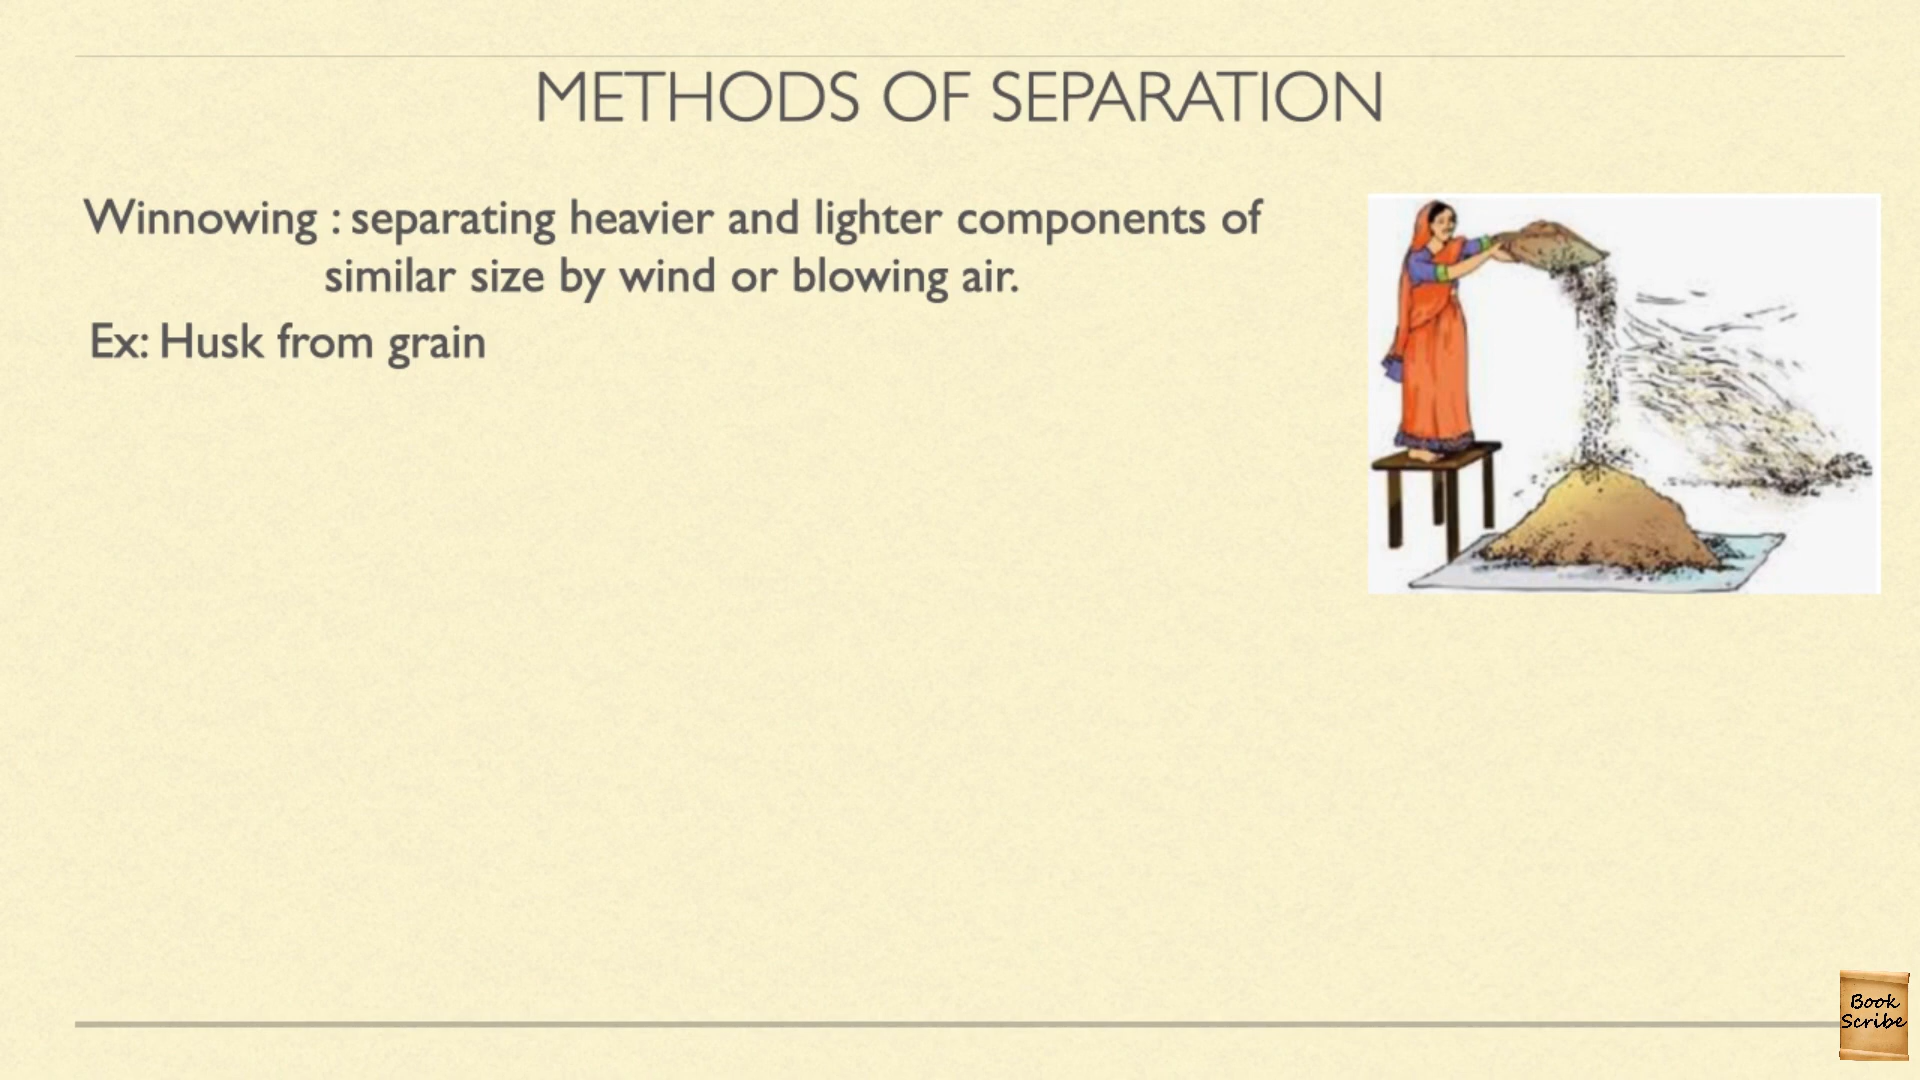 METHODS OF SEPARATION
Winnowing : separating heavier and lighter components of
similar size by wind or blowing air.
Ex: Husk from grain
Book
Scribe